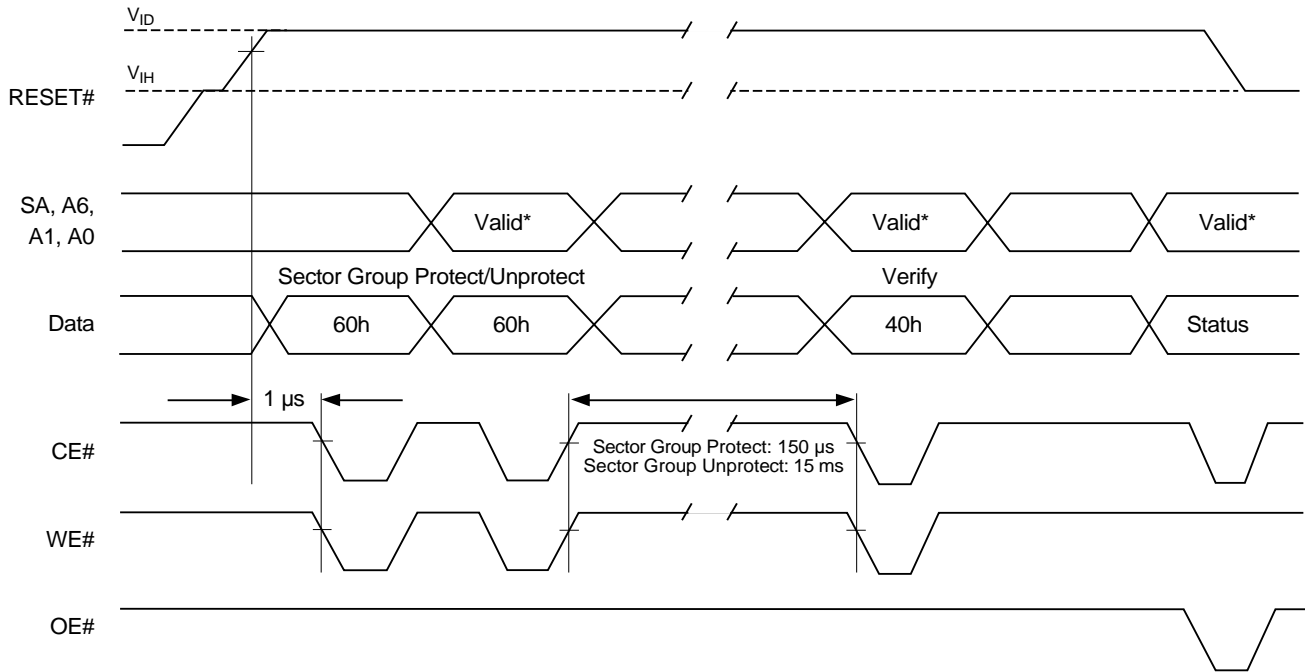 VID
VIH
RESET#
SA, A6,
A1, A0
Valid*
Valid*
Valid*
Sector Group Protect/Unprotect
Verify
Data
60h
60h
40h
Status
1 µs
CE#
Sector Group Protect: 150 µs
Sector Group Unprotect: 15 ms
WE#
OE#